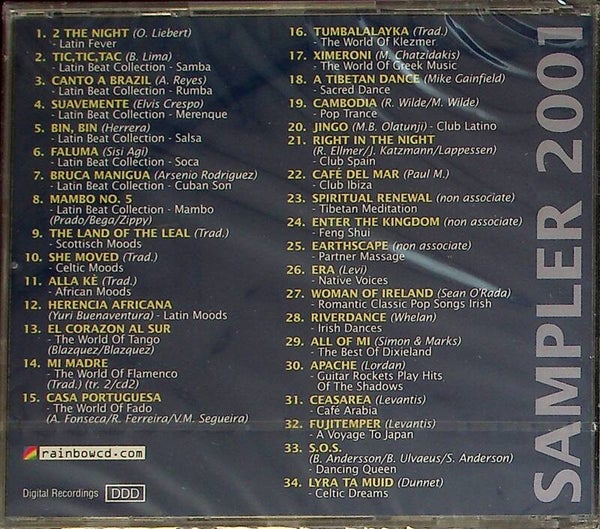 1. 2 THE NIGHT (O. Liebert)
- Latin Fever
2. TIC,TIC,TAC (B. Lima)
- Latin Beat Collection - Samba
3. CANTO A BRAZIL (A. Reyes)
- Latin Beat Collection - Rumba
4. SUAVEMENTE (Elvis Crespo)
- Latin Beat Collection - Merenque
5. BIN, BIN (Herrera)
- Latin Beat Collection - Salsa
6. FALUMA (Sisi Agi)
- Latin Beat Collection - Soca
7. BRUCA MANIGUA (Arsenio Rodriguez)
- Latin Beat Collection - Cuban Son
8. MAMBO NO. 5
- Latin Beat Collection - Mambo
(Prado/Bega/Zippy)
9. THE LAND OF THE LEAL (Trad.)
- Scottisch Moods
10. SHE MOVED (Trad.)
- Celtic Moods
11. ALLA KÉ (Trad.)
- African Moods
12. HERENCIA AFRICANA
(Yuri Buenaventura) - Latin Moods
13. EL CORAZON AL SUR
- The World Of Tango
(Blazquez/Blazquez)
14. MI MADRE
- The World Of Flamenco
(Trad.) (tr. 2/cd2)
15. CASA PORTUGUESA
- The World Of Fado
(A. Fonseca/R. Ferreira/V.M. Segueira)
rainbowcd.com
Digital Recordings DDD
16. TUMBALALAYKA (Trad.)
- The World Of Klezmer
17. XIMERONI (M. Chatzidakis)
- The World Of Greek Music
18. A TIBETAN DANCE (Mike Gainfield)
- Sacred Dance
19. CAMBODIA (R. Wilde/M. Wilde)
- Pop Trance
20. JINGO (M.B. Olatunji) - Club Latino
21. RIGHT IN THE NIGHT
(R. Ellmer/J. Katzmann/Lappessen)
- Club Spain
22. CAFÉ DEL MAR (Paul M.)
- Club Ibiza
23. SPIRITUAL RENEWAL (non associate)
- Tibetan Meditation
24. ENTER THE KINGDOM (non associate)
- Feng Shui
25. EARTHSCAPE (non associate)
- Partner Massage
26. ERA (Levi)
- Native Voices
27. WOMAN OF IRELAND (Sean O'Rada)
- Romantic Classic Pop Songs Irish
28. RIVERDANCE (Whelan)
- Irish Dances
29. ALL OF MI (Simon & Marks)
- The Best Of Dixieland
30. APACHE (Lordan)
- Guitar Rockets Play Hits
Of The Shadows
31. CEASAREA (Levantis)
- Café Arabia
32. FUJITEMPER (Levantis)
- A Voyage To Japan
33. S.O.S.
(B. Andersson/B. Ulvaeus/S. Anderson)
- Dancing Queen
34. LYRA TA MUID (Dunnet)
- Celtic Dreams
SAMPLER 2001